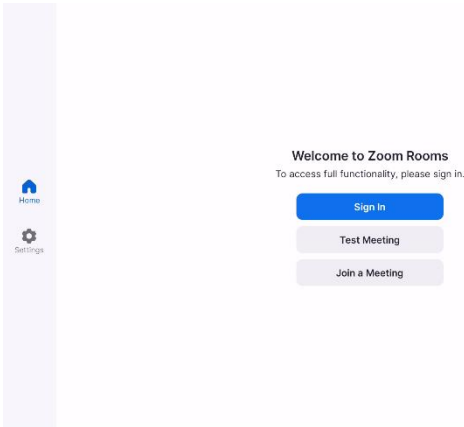 Home
Settings
Welcome to Zoom Rooms
To access full functionality, please sign in.
Sign In
Test Meeting
Join a Meeting